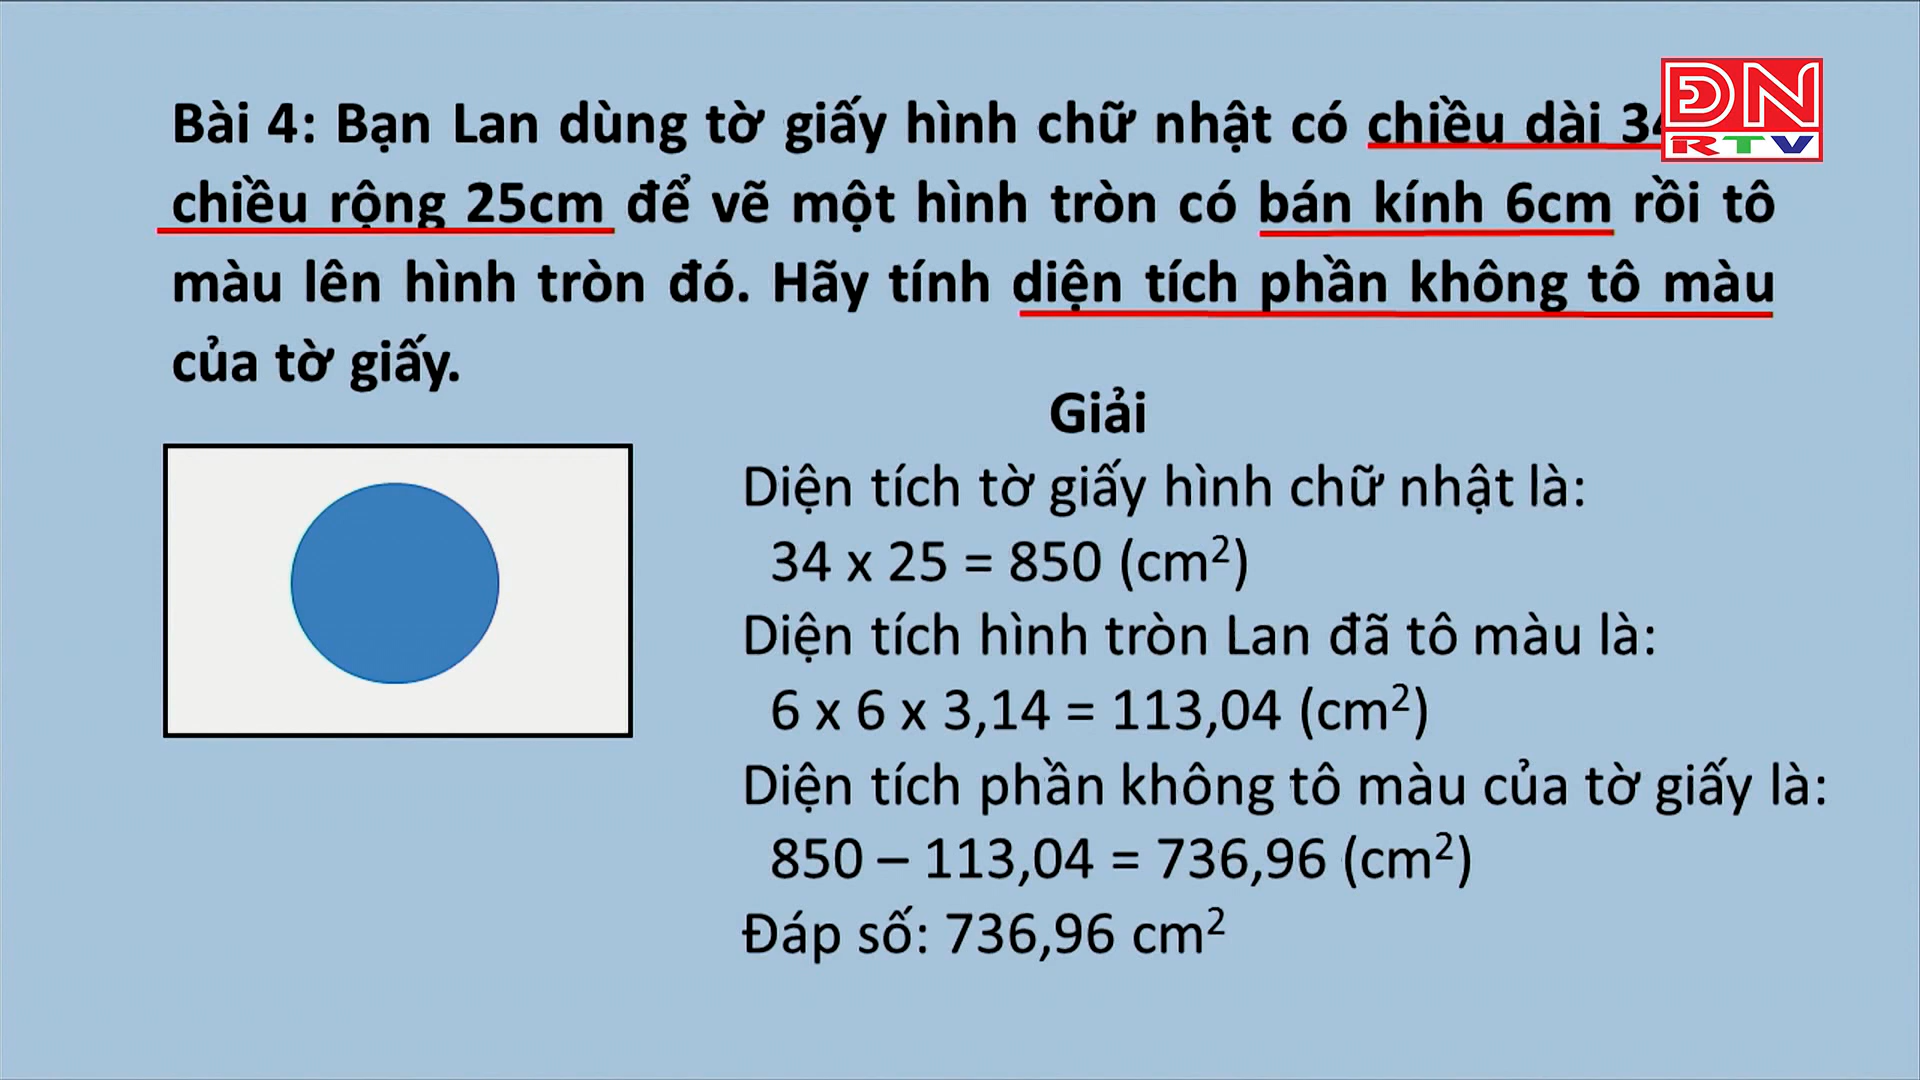 Bài 4: Bạn Lan dùng tờ giấy hình chữ nhật có chiều dài
chiều rộng 25cm để vẽ một hình tròn có bán kính 6cm rồi tô
màu lên hình tròn đó. Hãy tính diện tích phần không tô màu
của tờ giấy.
Giải
Diện tích tờ giấy hình chữ nhật là:
34 x 25 = 850 (cm²)
Diện tích hình tròn Lan đã tô màu là:
6 x 6 x 3,14 = 113,04 (cm²)
Diện tích phần không tô màu của tờ giấy là:
850 – 113,04 = 736,96 (cm²)
Đáp số: 736,96 cm²
ĐN
RTV